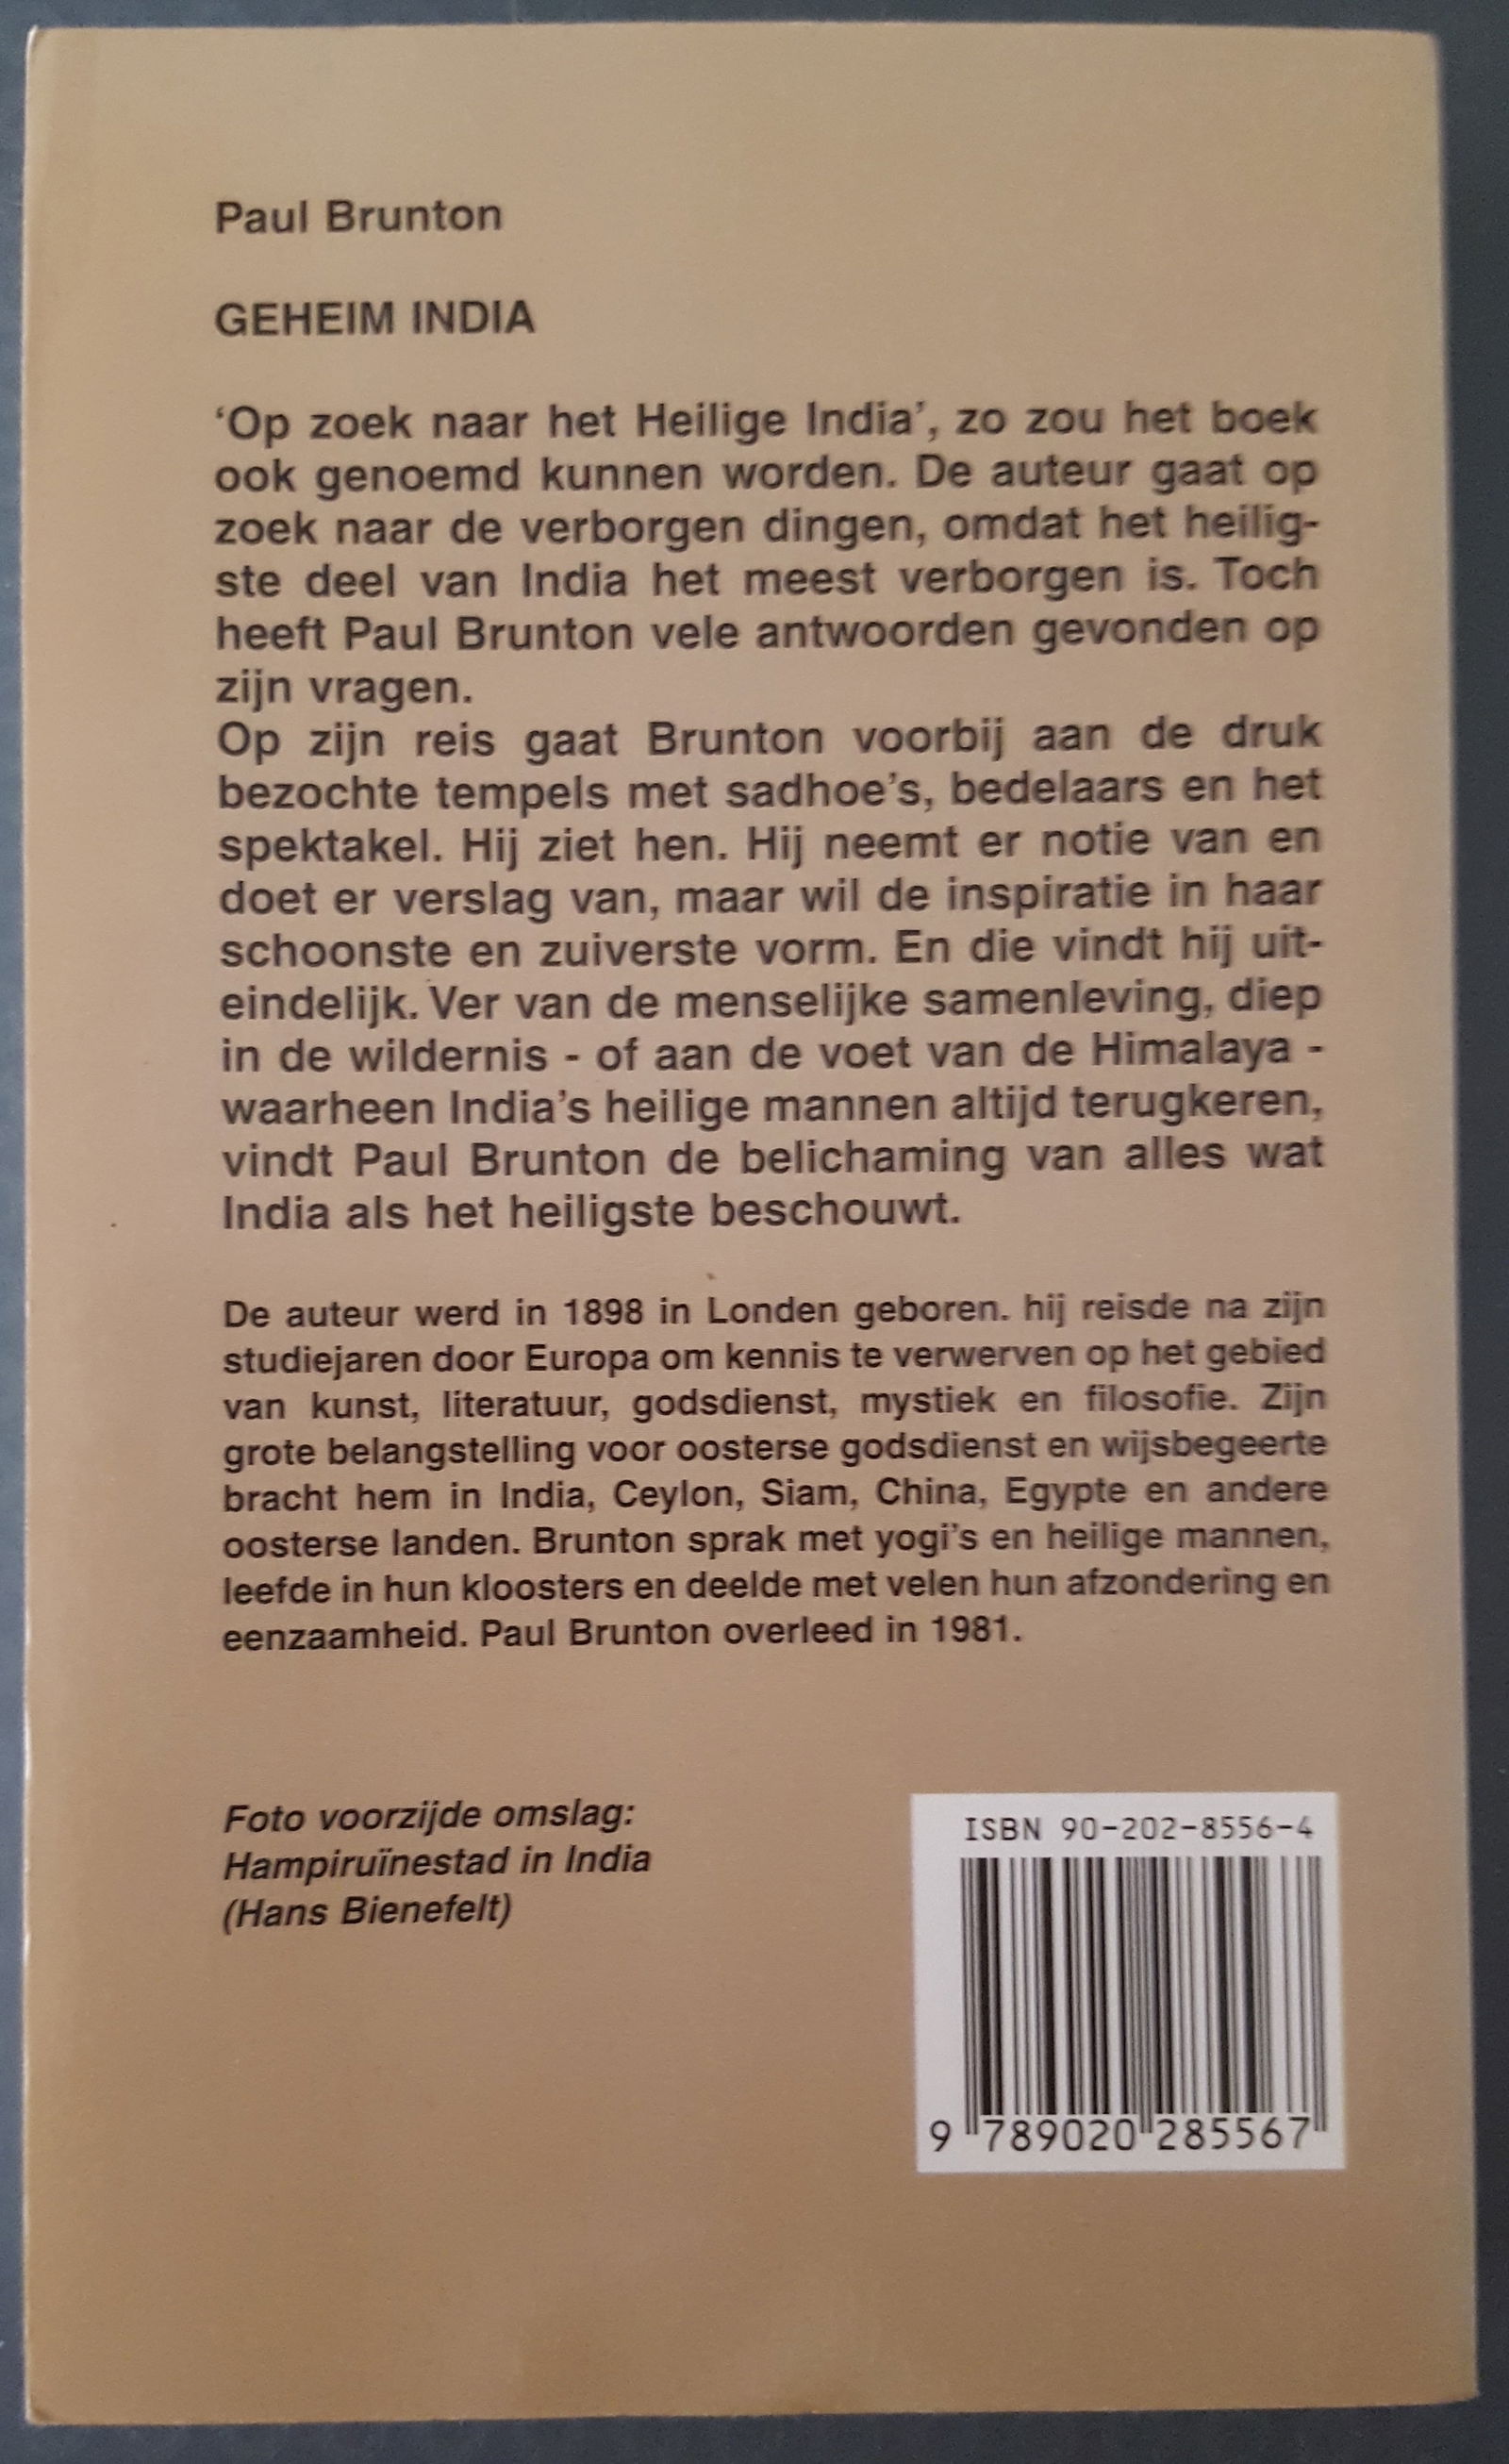 Paul Brunton
GEHEIM INDIA
‘Op zoek naar het Heilige India’, zo zou het boek
ook genoemd kunnen worden. De auteur gaat op
zoek naar de verborgen dingen, omdat het heilig-
ste deel van India het meest verborgen is. Toch
heeft Paul Brunton vele antwoorden gevonden op
zijn vragen.
Op zijn reis gaat Brunton voorbij aan de druk
bezochte tempels met sadhoe’s, bedelaars en het
spektakel. Hij ziet hen. Hij neemt er notie van en
doet er verslag van, maar wil de inspiratie in haar
schoonste en zuiverste vorm. En die vindt hij uit-
eindelijk. Ver van de menselijke samenleving, diep
in de wildernis - of aan de voet van de Himalaya -
waarheen India’s heilige mannen altijd terugkeren,
vindt Paul Brunton de belichaming van alles wat
India als het heiligste beschouwt.
De auteur werd in 1898 in Londen geboren. hij reisde na zijn
studiejaren door Europa om kennis te verwerven op het gebied
van kunst, literatuur, godsdienst, mystiek en filosofie. Zijn
grote belangstelling voor oosterse godsdienst en wijsbegeerte
bracht hem in India, Ceylon, Siam, China, Egypte en andere
oosterse landen. Brunton sprak met yogi’s en heilige mannen,
leefde in hun kloosters en deelde met velen hun afzondering en
eenzaamheid. Paul Brunton overleed in 1981.
Foto voorzijde omslag:
Hampiruïnestad in India
(Hans Bienefelt)
ISBN 90-202-8556-4
9 789020 285567